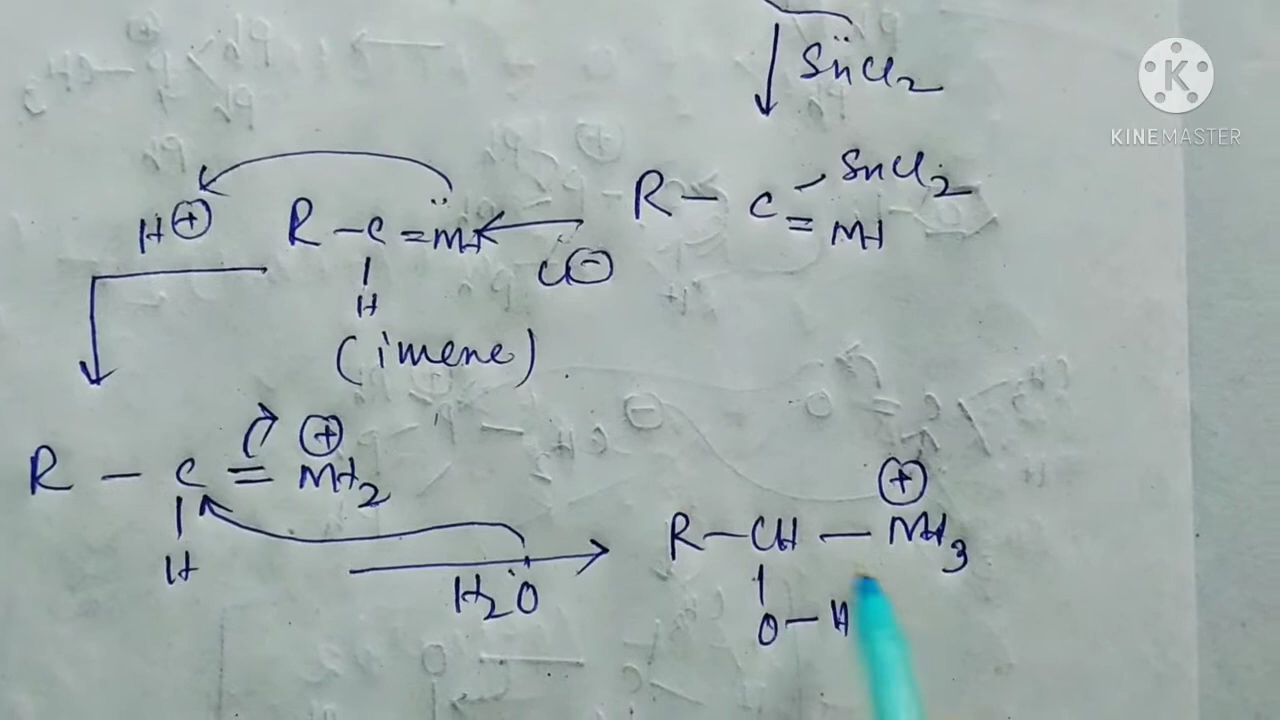 SnCl2
KINEMASTER
R - C - SnCl2
= NH
H⊕ R - C = NH
H
Cl⊖
(imene)
R - C = NH2 ⊕
H
H2O
R - CH - NH3 ⊕
O - H